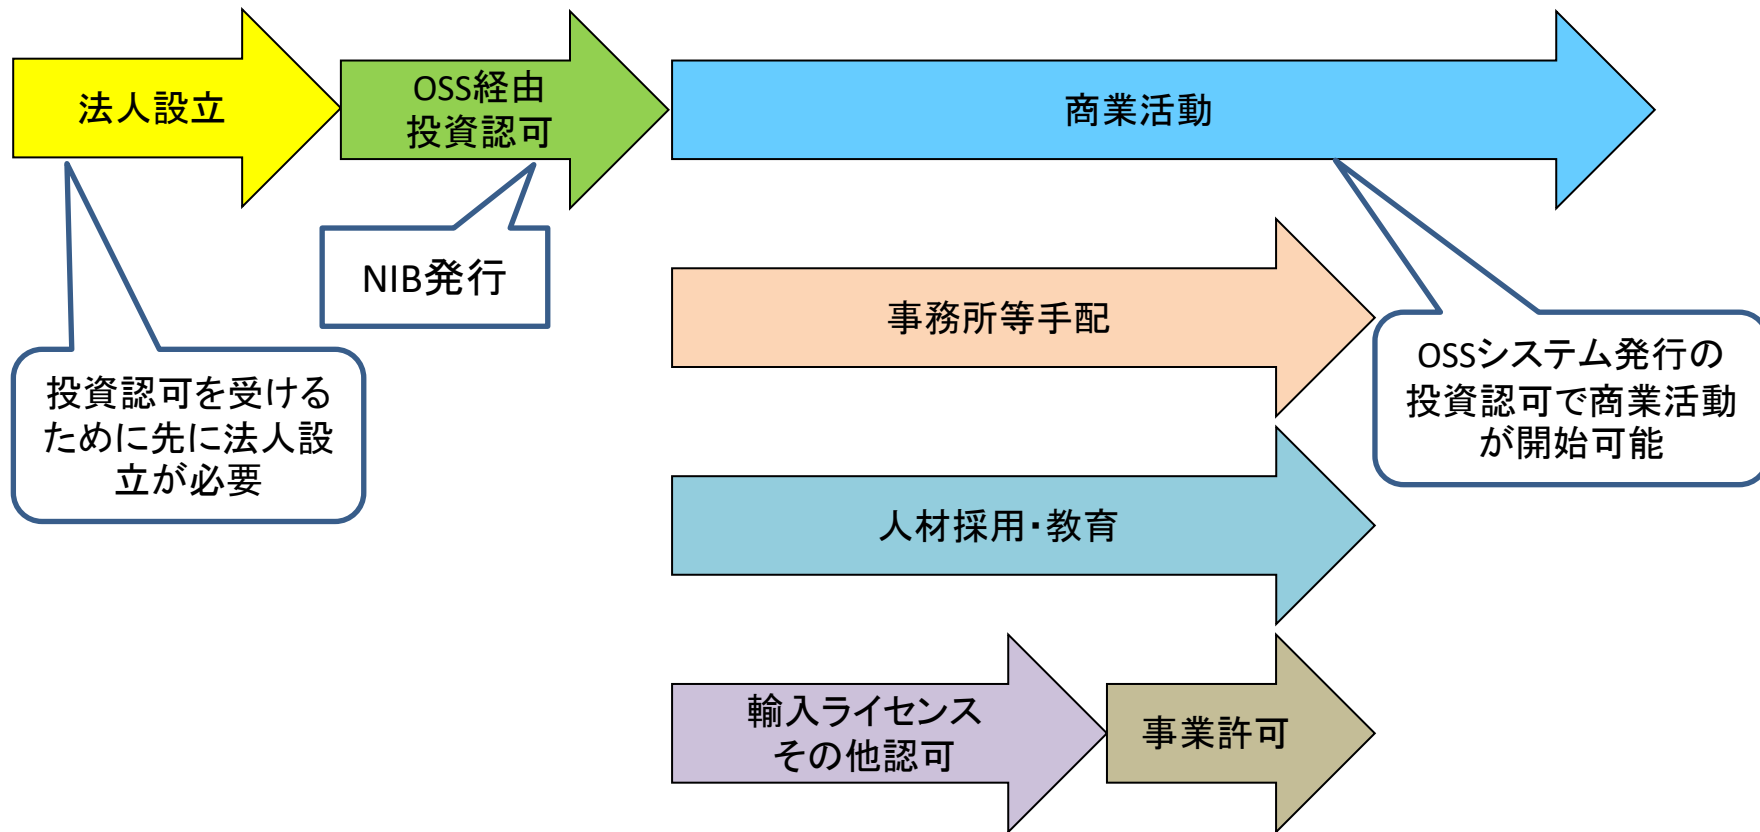 法人設立
OSS経由
投資認可
商業活動
NIB発行
事務所等手配
投資認可を受ける
ために先に法人設
立が必要
OSSシステム発行の
投資認可で商業活動
が開始可能
人材採用・教育
輸入ライセンス
その他認可
事業許可